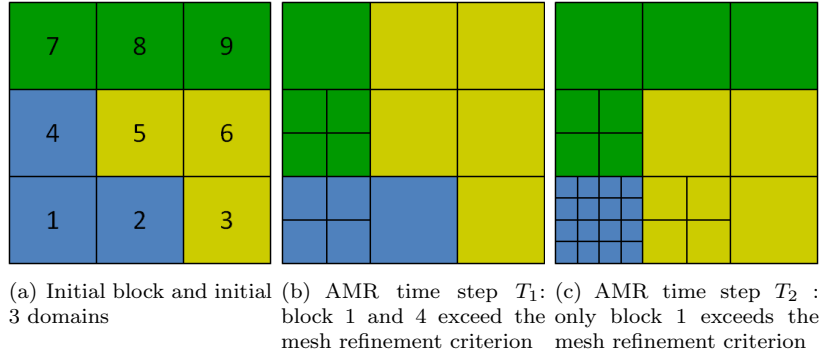 7 8 9
4 5 6
1 2 3
(a) Initial block and initial
3 domains
(b) AMR time step T₁:
block 1 and 4 exceed the
mesh refinement criterion
(c) AMR time step T₂ :
only block 1 exceeds the
mesh refinement criterion